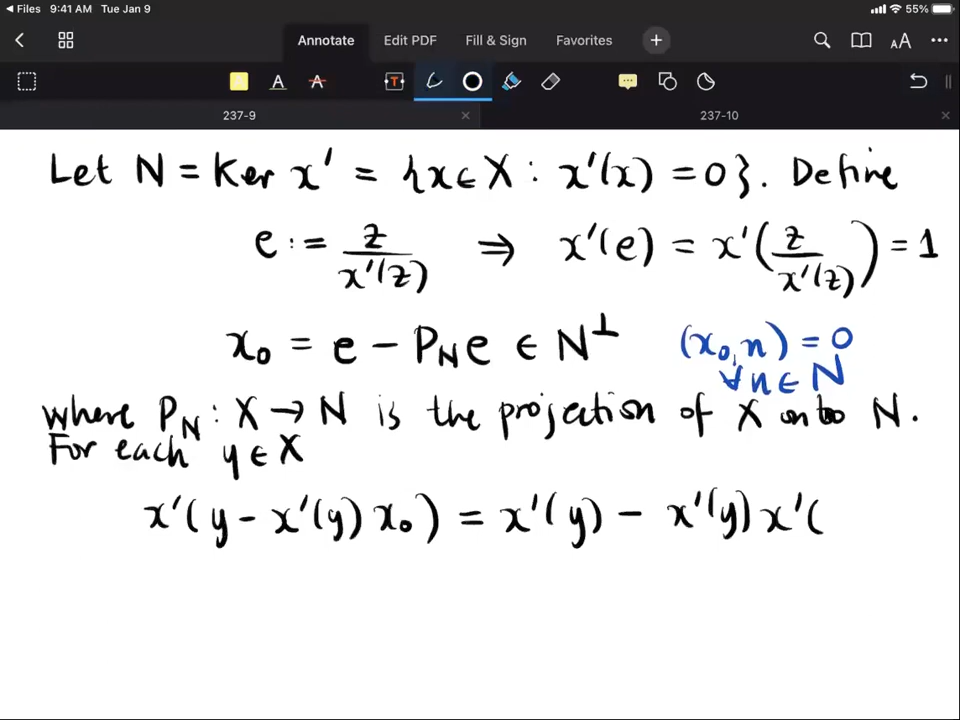 Files 9:41 AM Tue Jan 9 55%
Annotate Edit PDF Fill & Sign Favorites + AA
A A T
237-9 × 237-10 ×
Let N = Ker x' = {x ∈ X : x'(x) = 0}. Define
e := z / x'(z) ⇒ x'(e) = x'(z / x'(z)) = 1
x₀ = e − P_N e ∈ N^⊥ (x₀, n) = 0
∀ n ∈ N
where P_N : X → N is the projection of X onto N.
For each y ∈ X
x'(y − x'(y) x₀) = x'(y) − x'(y) x'(